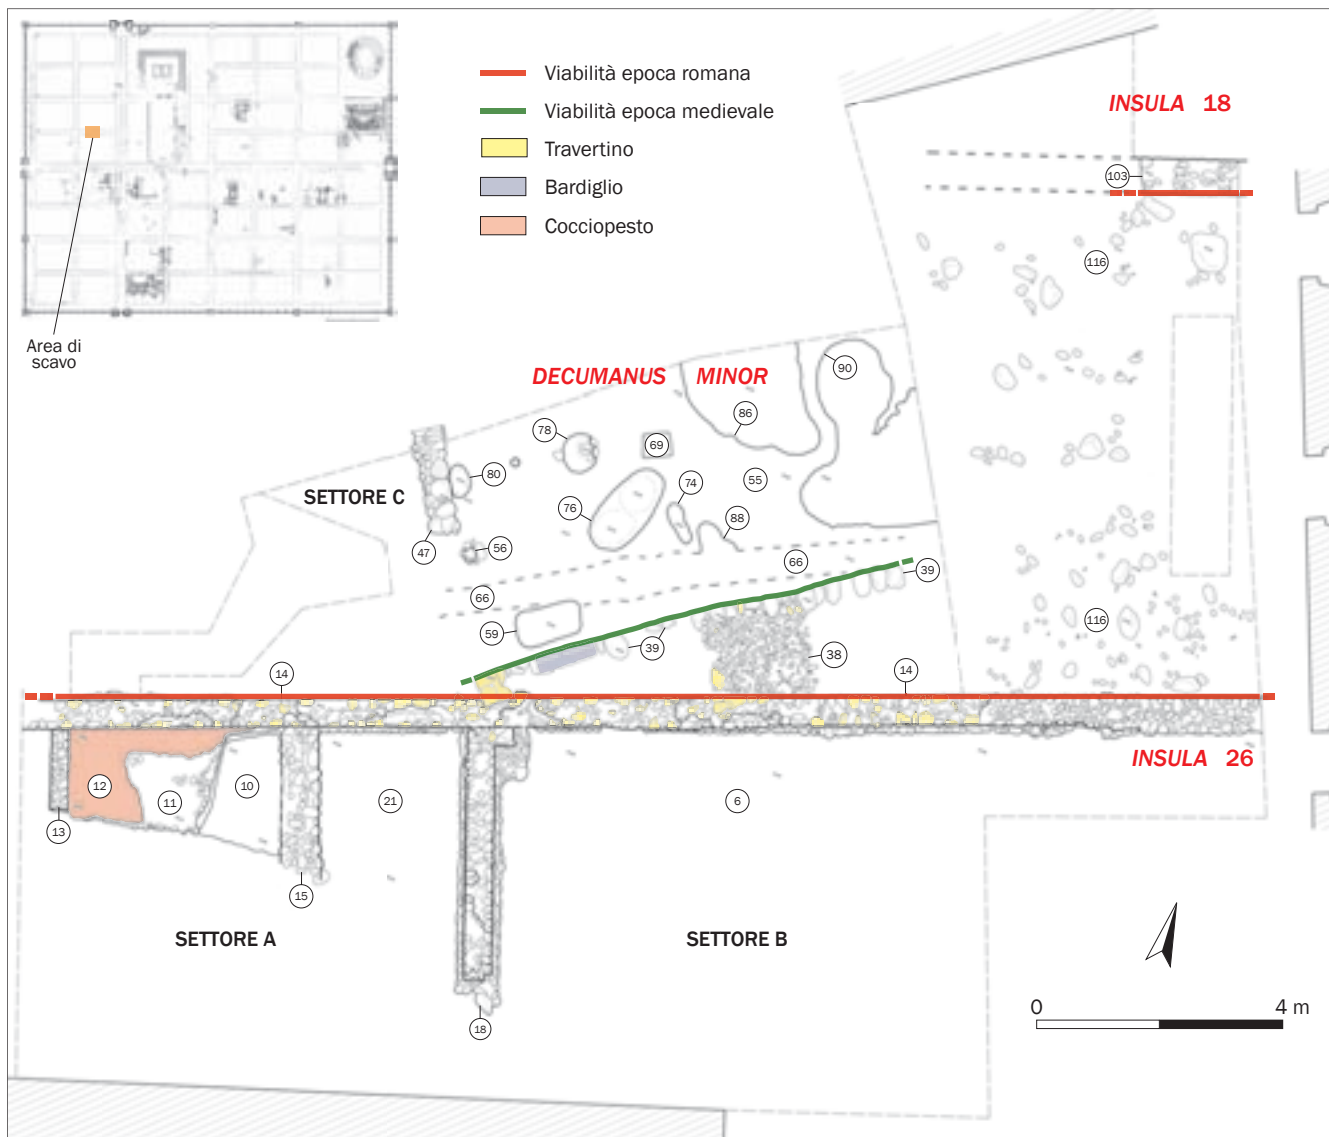 Viabilità epoca romana
Viabilità epoca medievale
Travertino
Bardiglio
Cocciopesto
Area di
scavo
INSULA 18
103
116
DECUMANUS MINOR
90
86
78
69
80
SETTORE C
74
55
76
88
47
56
66
39
66
59
39
38
116
14
14
INSULA 26
12
11
10
21
6
13
15
SETTORE A
SETTORE B
18
0 4 m